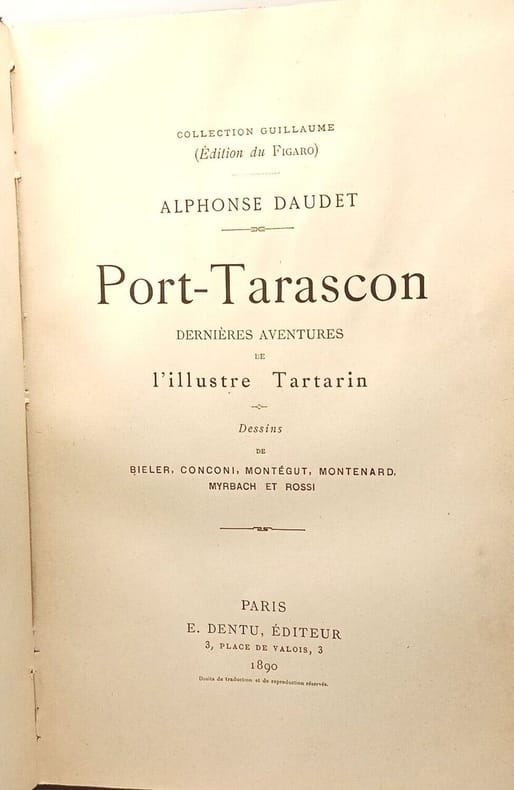 COLLECTION GUILLAUME
(Édition du FIGARO)
ALPHONSE DAUDET
Port-Tarascon
DERNIÈRES AVENTURES
DE
l'illustre Tartarin
Dessins
DE
BIELER, CONCONI, MONTÉGUT, MONTENARD,
MYRBACH ET ROSSI
PARIS
E. DENTU, ÉDITEUR
3, PLACE DE VALOIS, 3
1890
Droits de traduction et de reproduction réservés.